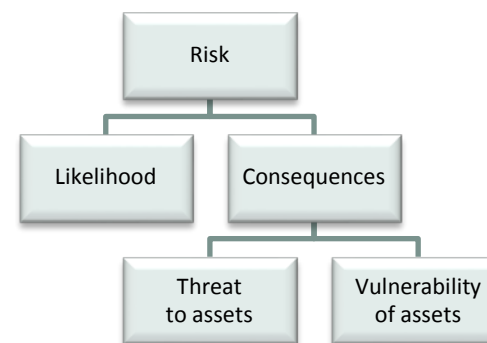 Risk
Likelihood
Consequences
Threat
to assets
Vulnerability
of assets